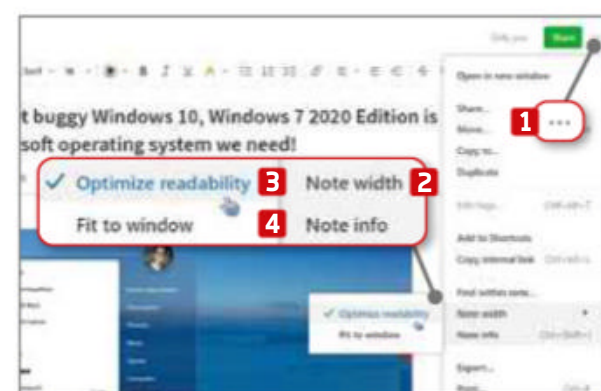 Only you Share
t buggy Windows 10, Windows 7 2020 Edition is
soft operating system we need!
1 ...
✓ Optimize readability 3 Note width 2
Fit to window 4 Note info
Open in new window
Share...
Move...
Copy to...
Duplicate
Edit tags...
Add to Shortcuts
Copy internal link
Find within note...
✓ Optimize readability Note width
Fit to window Note info
Export...